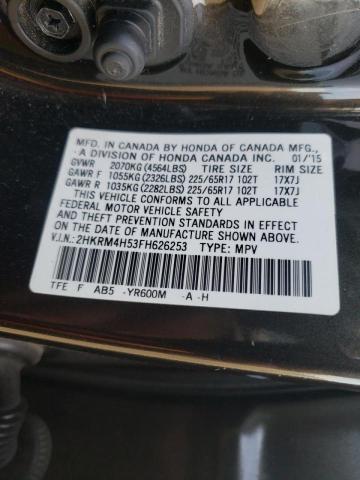 MFD. IN CANADA BY HONDA OF CANADA MFG.,
A DIVISION OF HONDA CANADA INC. 01/'15
GVWR 2070KG (4564LBS) TIRE SIZE RIM SIZE
GAWR F 1055KG (2326LBS) 225/65R17 102T 17X7J
GAWR R 1035KG (2282LBS) 225/65R17 102T 17X7J
THIS VEHICLE CONFORMS TO ALL APPLICABLE
FEDERAL MOTOR VEHICLE SAFETY
AND THEFT PREVENTION STANDARDS IN EFFECT
ON THE DATE OF MANUFACTURE SHOWN ABOVE.
V.I.N.: 2HKRM4H53FH626253 TYPE: MPV
TFE F AB5 -YR600M -A -H